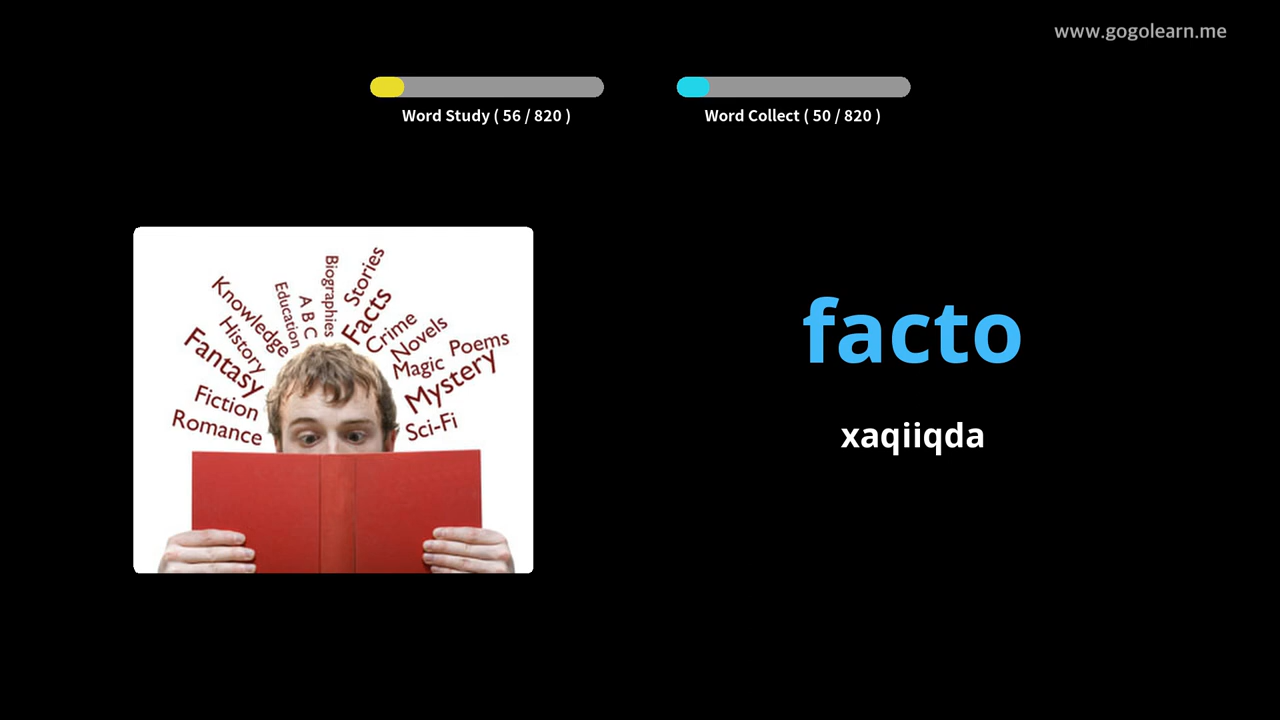 www.gogolearn.me
Word Study ( 56 / 820 )
Word Collect ( 50 / 820 )
Knowledge
History
Fantasy
Fiction
Romance
Education
A B C
Biographies
Stories
Facts
Crime
Novels
Magic
Poems
Mystery
Sci-Fi
facto
xaqiiqda